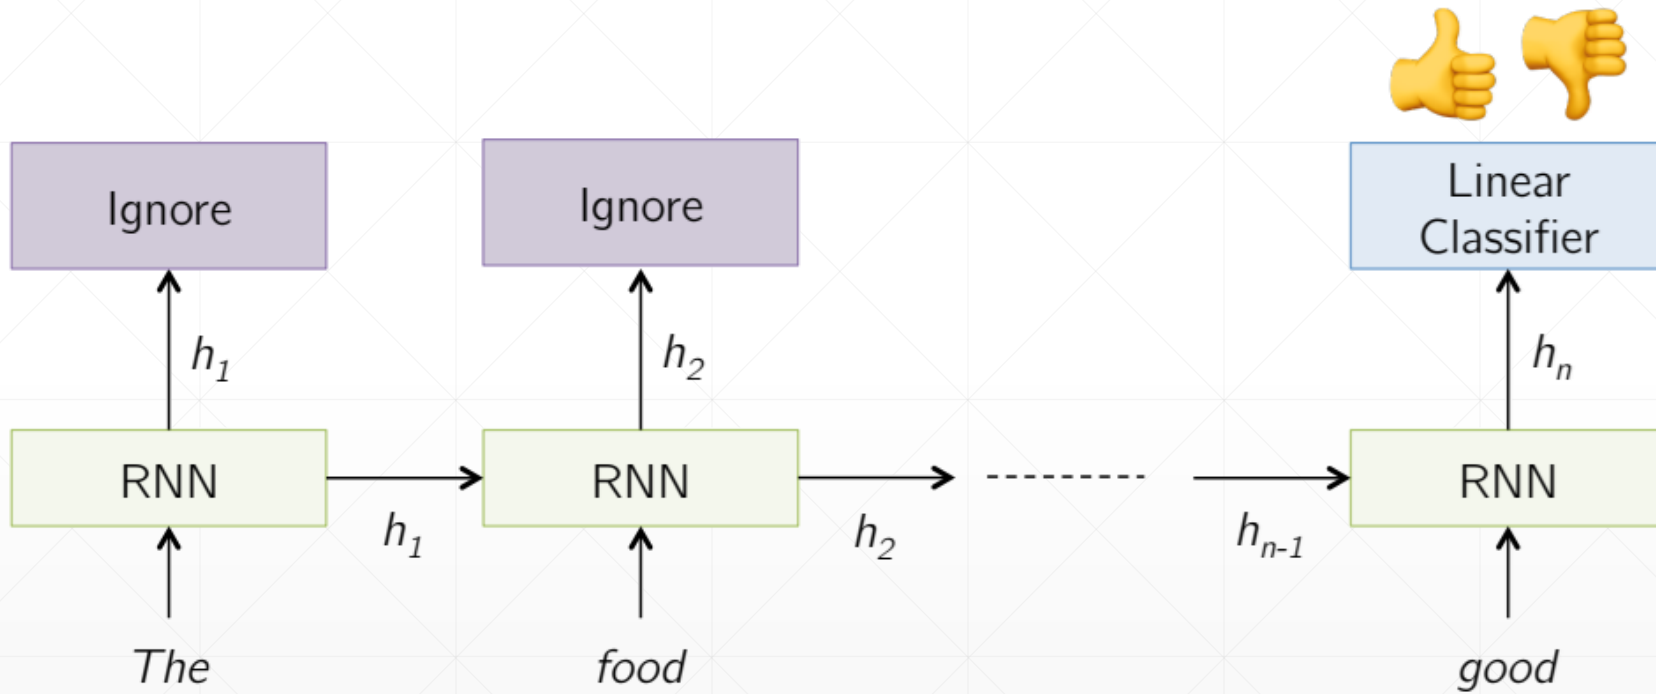 Ignore
Ignore
Linear
Classifier
h₁
h₂
hₙ
RNN
RNN
RNN
h₁
h₂
hₙ₋₁
The
food
good